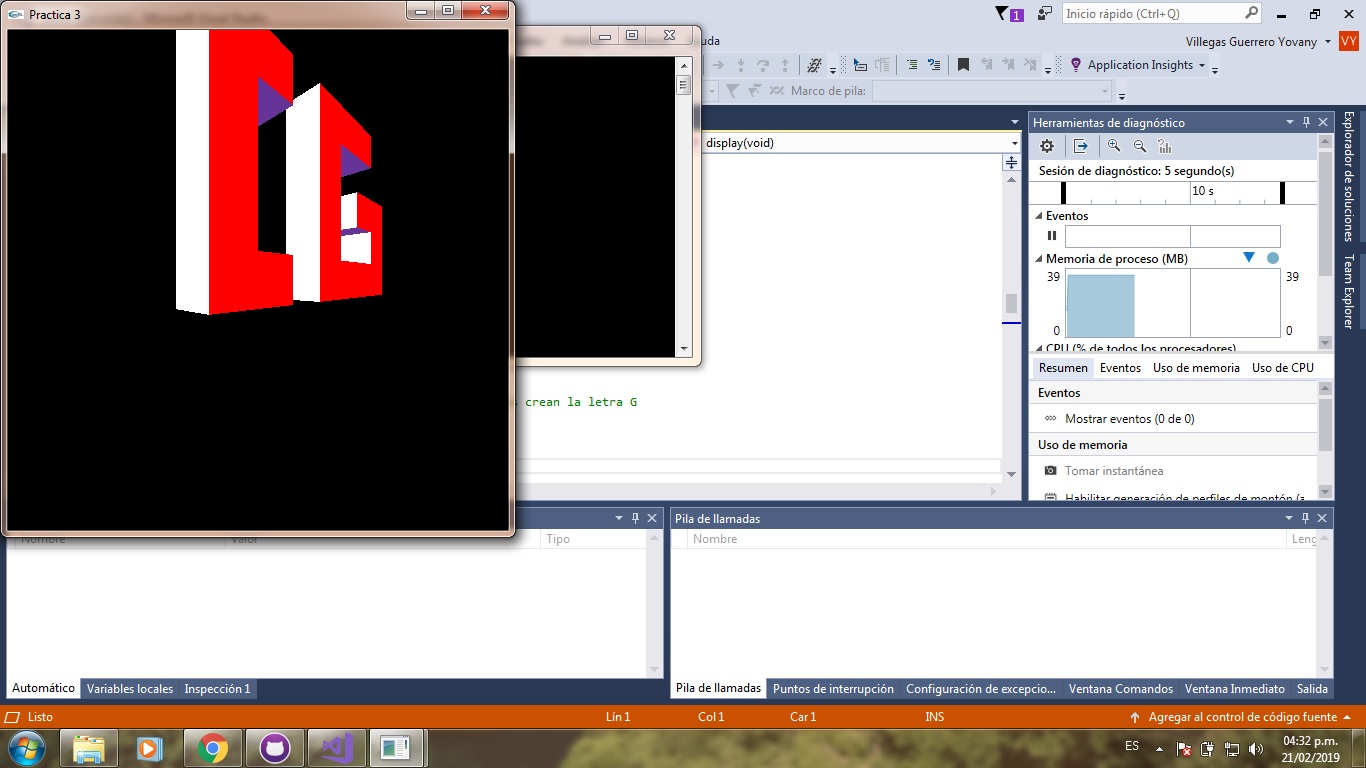 Practica 3
1
Inicio rápido (Ctrl+Q)
uda
Villegas Guerrero Yovany
VY
Application Insights
Marco de pila:
display(void)
crean la letra G
Herramientas de diagnóstico
Sesión de diagnóstico: 5 segundo(s)
10 s
Eventos
Memoria de proceso (MB)
39
39
0
0
CPU (% de todos los procesadores)
Resumen
Eventos
Uso de memoria
Uso de CPU
Eventos
Mostrar eventos (0 de 0)
Uso de memoria
Tomar instantánea
Habilitar generación de perfiles de montón (a
Explorador de soluciones
Team Explorer
Nombre
Valor
Tipo
Automático
Variables locales
Inspección 1
Pila de llamadas
Nombre
Leng
Pila de llamadas
Puntos de interrupción
Configuración de excepcio...
Ventana Comandos
Ventana Inmediato
Salida
Listo
Lín 1
Col 1
Car 1
INS
Agregar al control de código fuente
ES
04:32 p.m.
21/02/2019